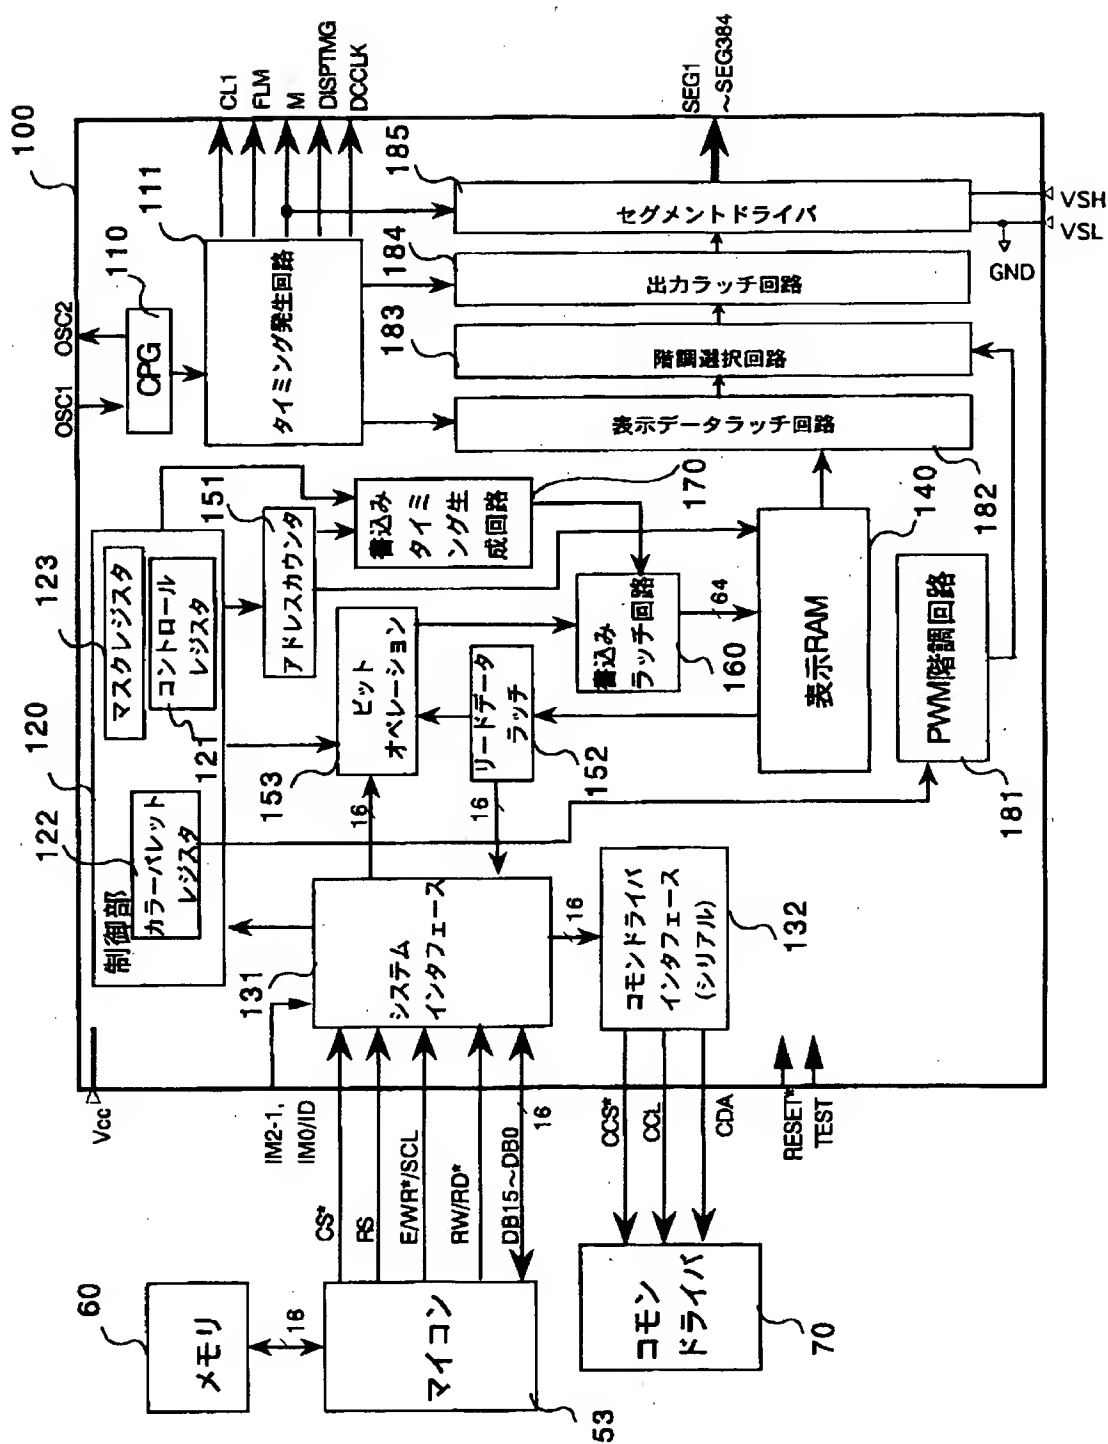 100
OSC1
OSC2
110
CPG
111
タイミング発生回路
CL1
FLM
M
DISPTMG
DCCLK
Vcc
120
制御部
122
カラーパレット
レジスタ
123
マスクレジスタ
コントロール
レジスタ
121
151
アドレスカウンタ
書込み
タイミ
ング生
成回路
170
IM2-1,
IM0/ID
131
システム
インタフェース
153
ビット
オペレーション
16
リードデータ
ラッチ
152
16
書込み
ラッチ回路
160
64
表示RAM
140
PWM階調回路
181
表示データラッチ回路
182
階調選択回路
183
出力ラッチ回路
184
セグメントドライバ
185
SEG1
~SEG384
VSH
VSL
GND
60
メモリ
マイコン
53
CS*
RS
E/WR*/SCL
RW/RD*
DB15~DB0
16
16
コモンドライバ
インタフェース
(シリアル)
132
CCS*
CCL
CDA
コモン
ドライバ
70
RESET*
TEST